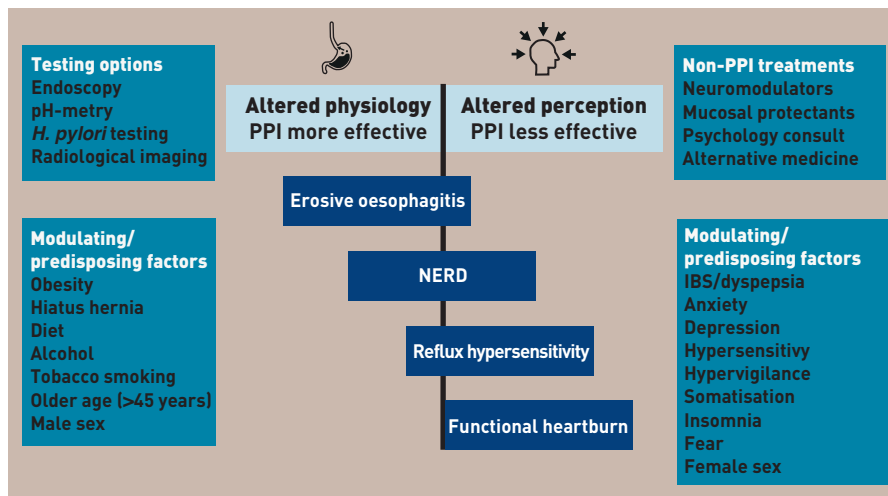 Testing options
Endoscopy
pH-metry
H. pylori testing
Radiological imaging
Altered physiology
PPI more effective
Altered perception
PPI less effective
Non-PPI treatments
Neuromodulators
Mucosal protectants
Psychology consult
Alternative medicine
Erosive oesophagitis
NERD
Reflux hypersensitivity
Functional heartburn
Modulating/
predisposing factors
Obesity
Hiatus hernia
Diet
Alcohol
Tobacco smoking
Older age (>45 years)
Male sex
Modulating/
predisposing factors
IBS/dyspepsia
Anxiety
Depression
Hypersensitivy
Hypervigilance
Somatisation
Insomnia
Fear
Female sex